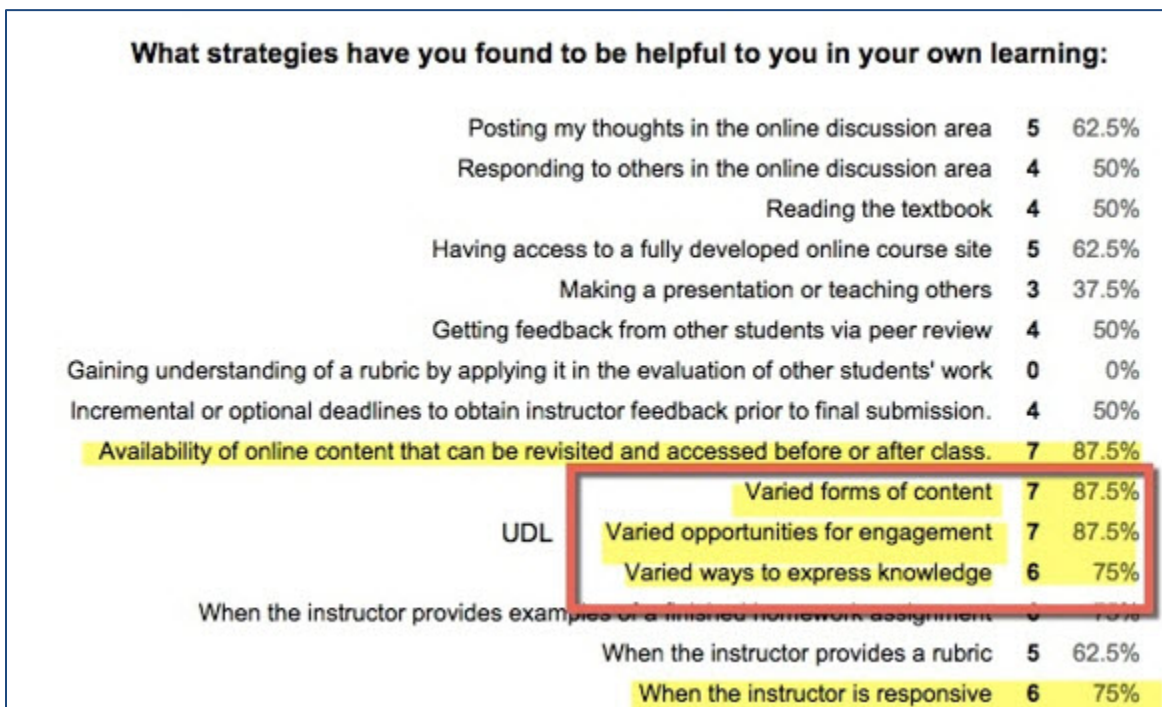 What strategies have you found to be helpful to you in your own learning:
Posting my thoughts in the online discussion area 5 62.5%
Responding to others in the online discussion area 4 50%
Reading the textbook 4 50%
Having access to a fully developed online course site 5 62.5%
Making a presentation or teaching others 3 37.5%
Getting feedback from other students via peer review 4 50%
Gaining understanding of a rubric by applying it in the evaluation of other students' work 0 0%
Incremental or optional deadlines to obtain instructor feedback prior to final submission. 4 50%
Availability of online content that can be revisited and accessed before or after class. 7 87.5%
Varied forms of content 7 87.5%
UDL Varied opportunities for engagement 7 87.5%
Varied ways to express knowledge 6 75%
When the instructor provides examples of a finished homework assignment 6 75%
When the instructor provides a rubric 5 62.5%
When the instructor is responsive 6 75%